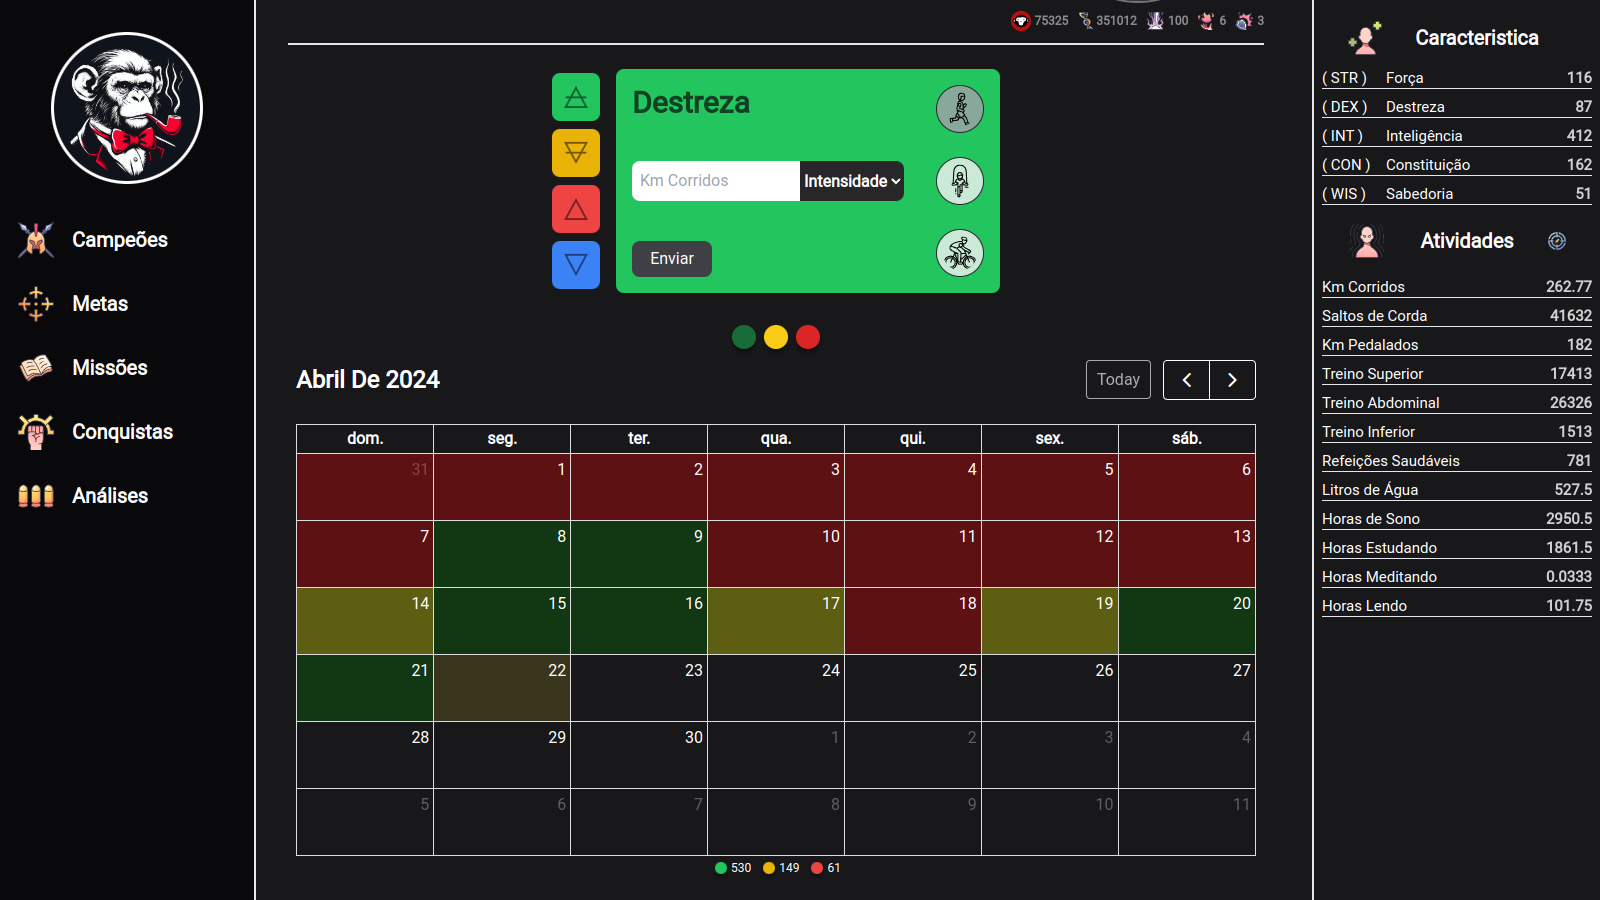 Campeões
Metas
Missões
Conquistas
Análises
75325 351012 100 6 3
Destreza
Km Corridos Intensidade
Enviar
Abril De 2024 Today
dom. seg. ter. qua. qui. sex. sáb.
31 1 2 3 4 5 6
7 8 9 10 11 12 13
14 15 16 17 18 19 20
21 22 23 24 25 26 27
28 29 30 1 2 3 4
5 6 7 8 9 10 11
530 149 61
Caracteristica
( STR ) Força 116
( DEX ) Destreza 87
( INT ) Inteligência 412
( CON ) Constituição 162
( WIS ) Sabedoria 51
Atividades
Km Corridos 262.77
Saltos de Corda 41632
Km Pedalados 182
Treino Superior 17413
Treino Abdominal 26326
Treino Inferior 1513
Refeições Saudáveis 781
Litros de Água 527.5
Horas de Sono 2950.5
Horas Estudando 1861.5
Horas Meditando 0.0333
Horas Lendo 101.75